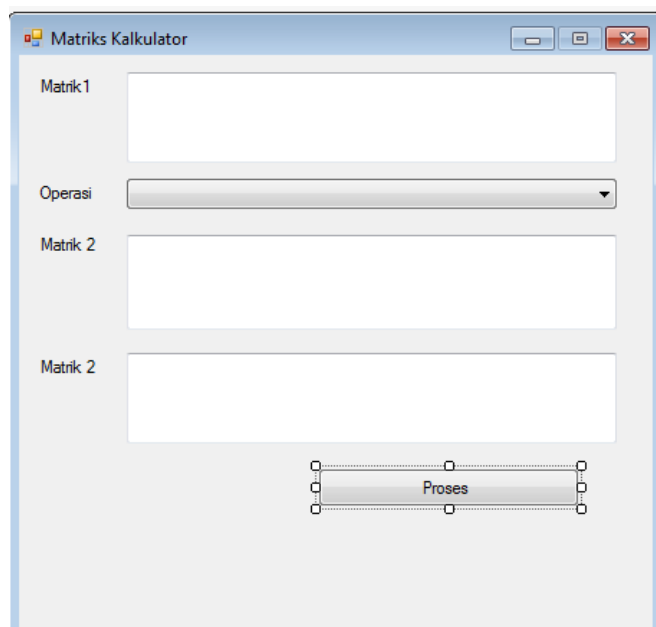 Matriks Kalkulator
Matrik1
Operasi
Matrik 2
Matrik 2
Proses